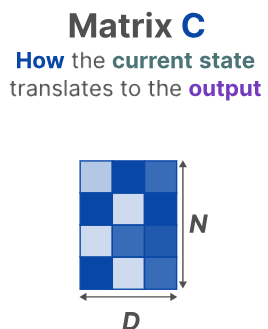 Matrix C
How the current state
translates to the output
N
D